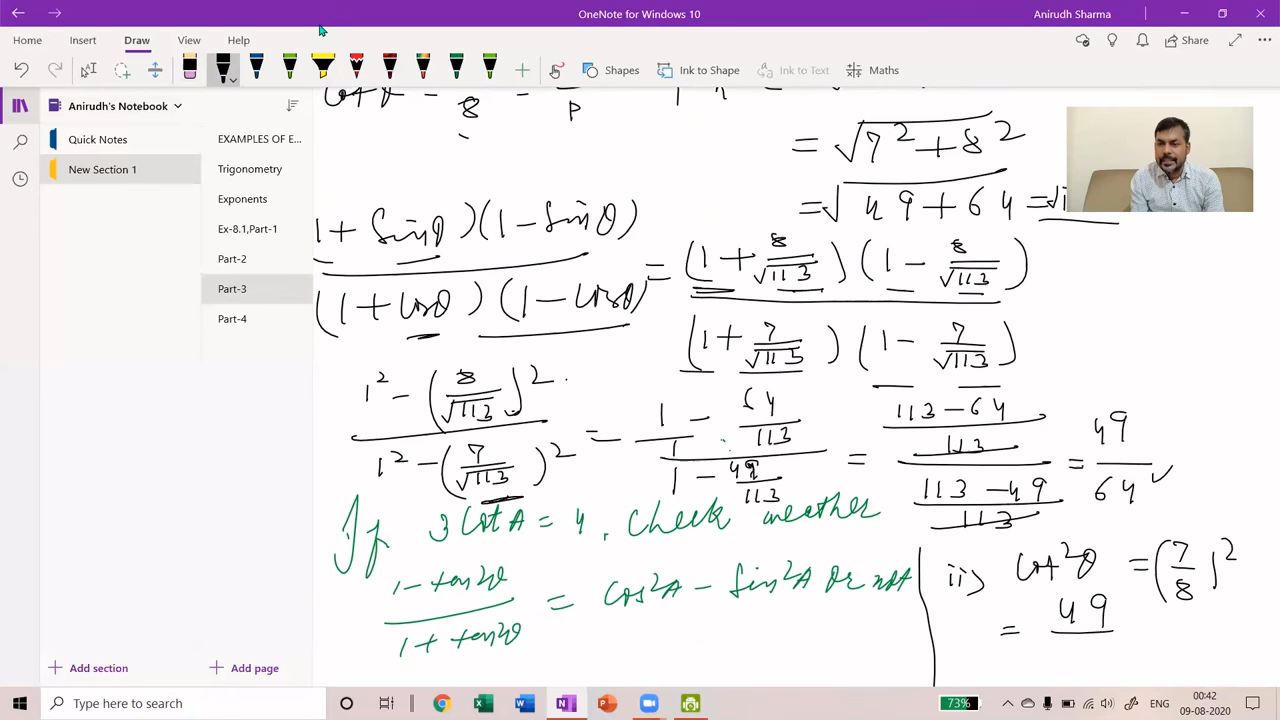 OneNote for Windows 10
Anirudh Sharma
Home Insert Draw View Help
Share
Shapes Ink to Shape Ink to Text Maths
Anirudh's Notebook
Quick Notes
New Section 1
EXAMPLES OF E...
Trigonometry
Exponents
Ex-8.1,Part-1
Part-2
Part-3
Part-4
8 = P
= √7² + 8²
= √49 + 64 =
1 + Sinθ)(1 - Sinθ) / (1 + Cosθ)(1 - Cosθ) = (1 + 8/√113)(1 - 8/√113) / (1 + 7/√113)(1 - 7/√113)
1² - (8/√113)² / 1² - (7/√113)² = 1/1 - 64/113 / 1 - 49/113 = 113 - 64/113 / 113 - 49/113 = 49/64 ✓
If 3 Cot A = 4, Check weather
1 - tan²θ / 1 + tan²θ = Cos²A - Sin²A Or not
ii) Cot²θ = (7/8)²
= 49
Add section
Add page
Type here to search
73%
ENG
00:42
09-08-2020